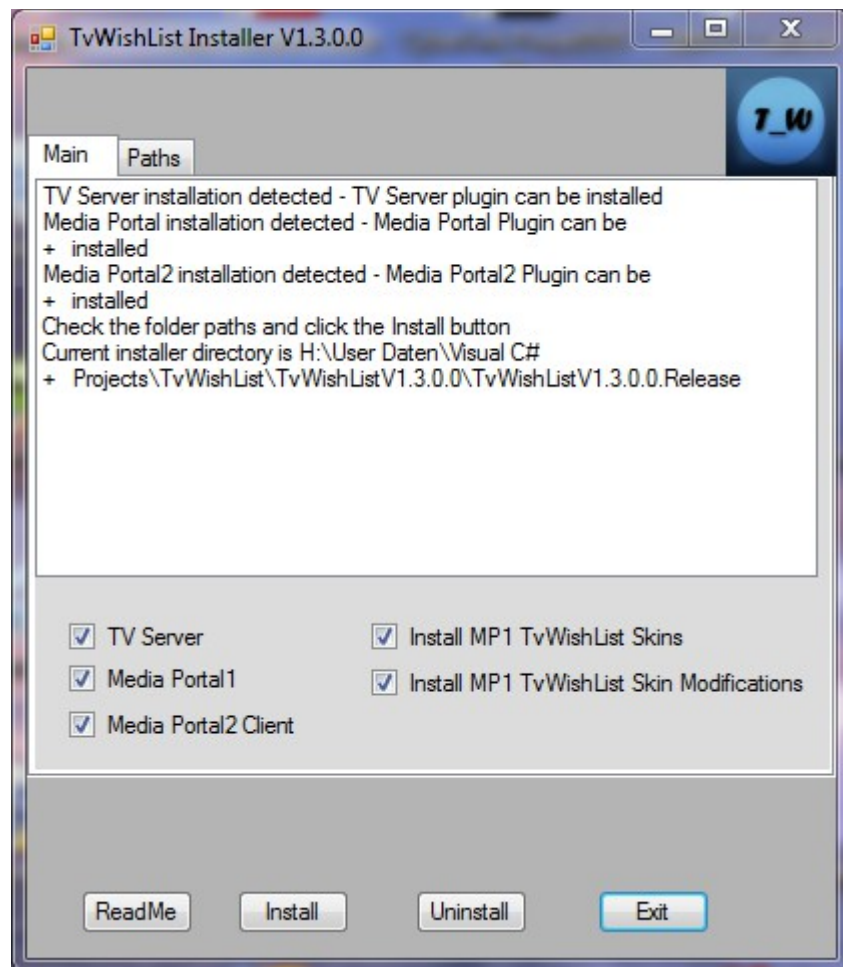 TvWishList Installer V1.3.0.0
T_W
Main Paths
TV Server installation detected - TV Server plugin can be installed
Media Portal installation detected - Media Portal Plugin can be
+ installed
Media Portal2 installation detected - Media Portal2 Plugin can be
+ installed
Check the folder paths and click the Install button
Current installer directory is H:\User Daten\Visual C#
+ Projects\TvWishList\TvWishListV1.3.0.0\TvWishListV1.3.0.0.Release
TV Server Install MP1 TvWishList Skins
Media Portal1 Install MP1 TvWishList Skin Modifications
Media Portal2 Client
ReadMe Install Uninstall Exit